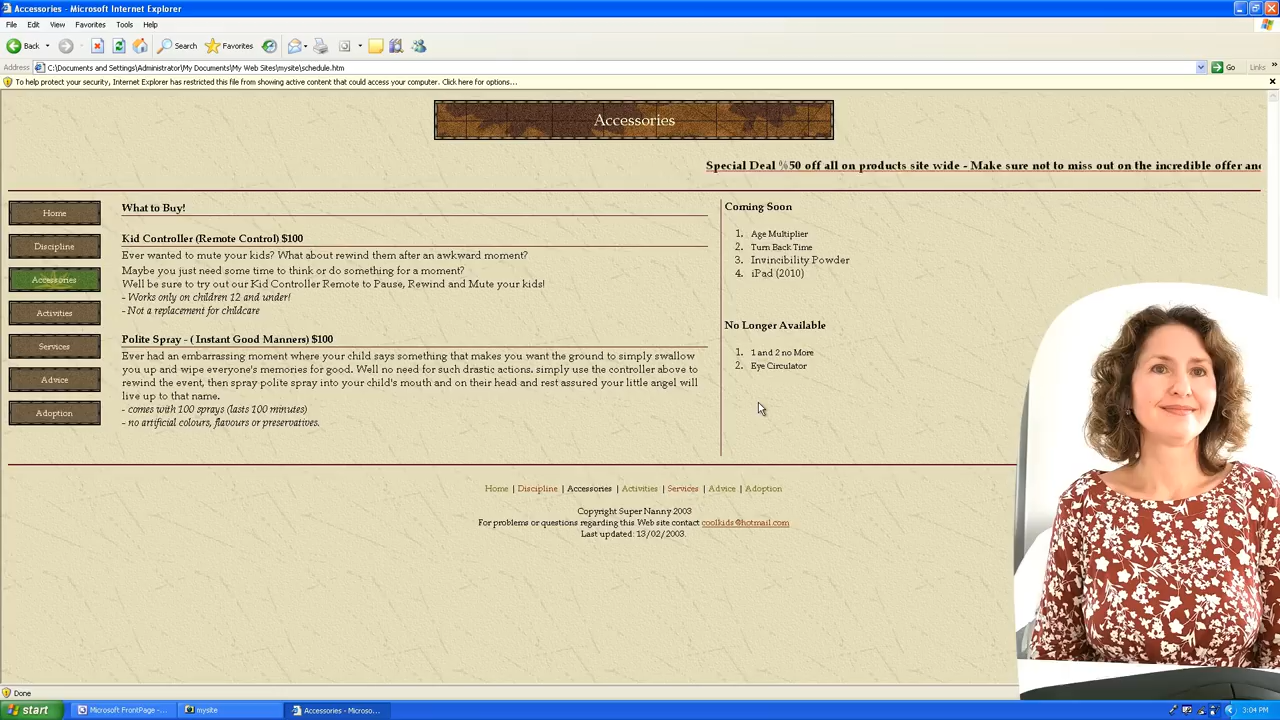 Accessories - Microsoft Internet Explorer
File Edit View Favorites Tools Help
Back Search Favorites
Address C:\Documents and Settings\Administrator\My Documents\My Web Sites\mysite\schedule.htm Go Links »
To help protect your security, Internet Explorer has restricted this file from showing active content that could access your computer. Click here for options...
Accessories
Special Deal %50 off all on products site wide - Make sure not to miss out on the incredible offer and
Home
Discipline
Accessories
Activities
Services
Advice
Adoption
What to Buy!
Kid Controller (Remote Control) $100
Ever wanted to mute your kids? What about rewind them after an awkward moment?
Maybe you just need some time to think or do something for a moment?
Well be sure to try out our Kid Controller Remote to Pause, Rewind and Mute your kids!
- Works only on children 12 and under!
- Not a replacement for childcare
Polite Spray - ( Instant Good Manners) $100
Ever had an embarrassing moment where your child says something that makes you want the ground to simply swallow
you up and wipe everyone's memories for good. Well no need for such drastic actions. simply use the controller above to
rewind the event, then spray polite spray into your child's mouth and on their head and rest assured your little angel will
live up to that name.
- comes with 100 sprays (lasts 100 minutes)
- no artificial colours, flavours or preservatives.
Coming Soon
1. Age Multiplier
2. Turn Back Time
3. Invincibility Powder
4. iPad (2010)
No Longer Available
1. 1 and 2 no More
2. Eye Circulator
Home | Discipline | Accessories | Activities | Services | Advice | Adoption
Copyright Super Nanny 2003
For problems or questions regarding this Web site contact coolkids@hotmail.com
Last updated: 13/02/2003.
Done
start Microsoft FrontPage -... mysite Accessories - Microso... 3:04 PM